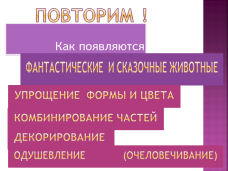 ПОВТОРИМ !
Как появляются
ФАНТАСТИЧЕСКИЕ И СКАЗОЧНЫЕ ЖИВОТНЫЕ
УПРОЩЕНИЕ ФОРМЫ И ЦВЕТА
КОМБИНИРОВАНИЕ ЧАСТЕЙ
ДЕКОРИРОВАНИЕ
ОДУШЕВЛЕНИЕ (ОЧЕЛОВЕЧИВАНИЕ)